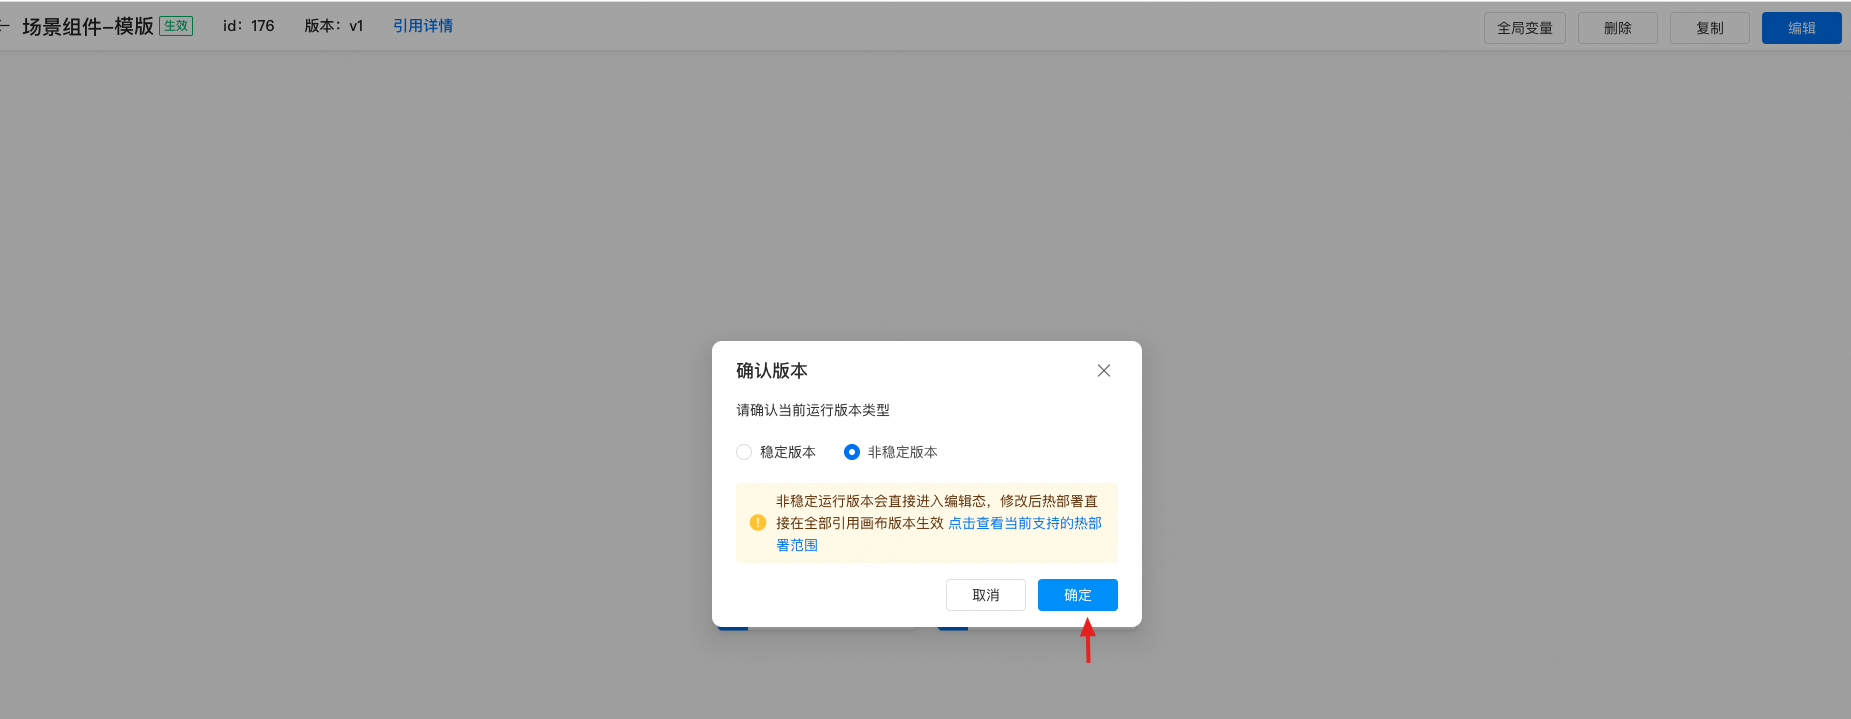 场景组件-模版 生效 id：176 版本：v1 引用详情 全局变量 删除 复制 编辑
确认版本
请确认当前运行版本类型
稳定版本 非稳定版本
非稳定运行版本会直接进入编辑态，修改后热部署直
接在全部引用画布版本生效 点击查看当前支持的热部
署范围
取消 确定